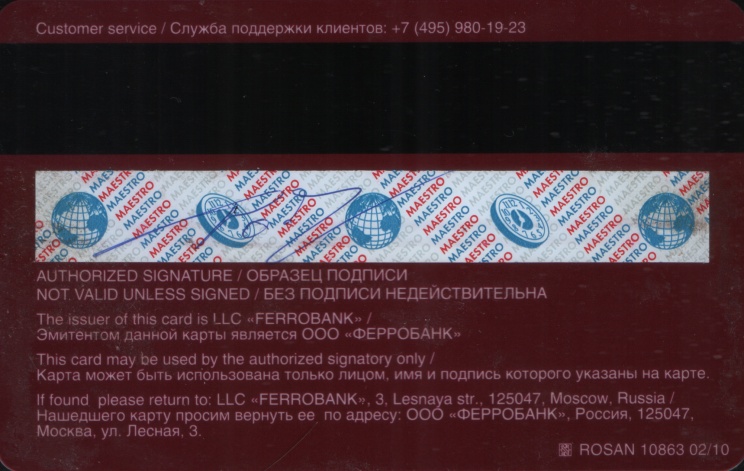 Customer service / Служба поддержки клиентов: +7 (495) 980-19-23
MAESTRO MAESTRO MAESTRO MAESTRO
AUTHORIZED SIGNATURE / ОБРАЗЕЦ ПОДПИСИ
NOT VALID UNLESS SIGNED / БЕЗ ПОДПИСИ НЕДЕЙСТВИТЕЛЬНА
The issuer of this card is LLC «FERROBANK» /
Эмитентом данной карты является ООО «ФЕРРОБАНК»
This card may be used by the authorized signatory only /
Карта может быть использована только лицом, имя и подпись которого указаны на карте.
If found please return to: LLC «FERROBANK», 3, Lesnaya str., 125047, Moscow, Russia /
Нашедшего карту просим вернуть ее по адресу: ООО «ФЕРРОБАНК», Россия, 125047,
Москва, ул. Лесная, 3.
ROSAN 10863 02/10